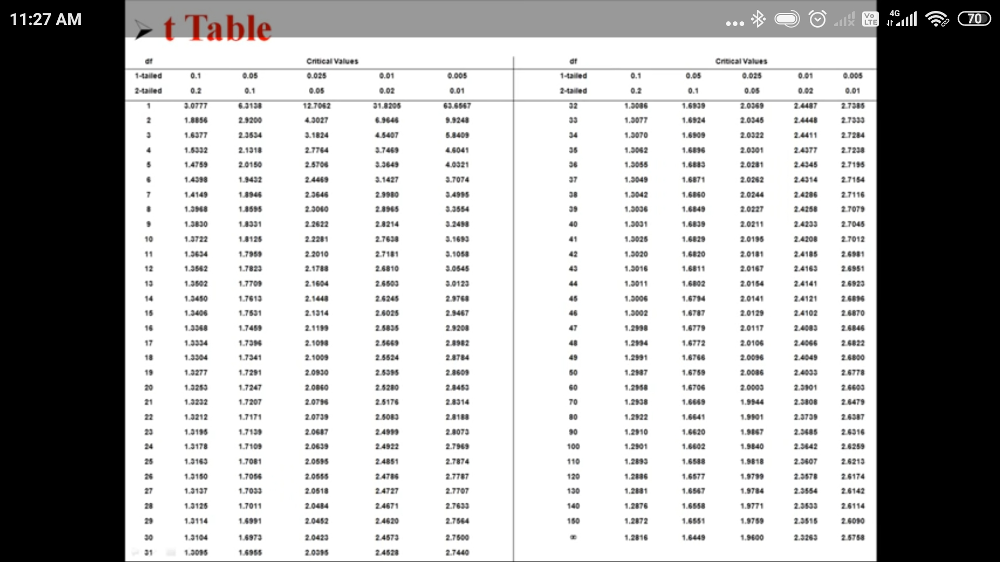 11:27 AM
4G
Vo
LTE
70
➢ t Table
df Critical Values df Critical Values
1-tailed 0.1 0.05 0.025 0.01 0.005 1-tailed 0.1 0.05 0.025 0.01 0.005
2-tailed 0.2 0.1 0.05 0.02 0.01 2-tailed 0.2 0.1 0.05 0.02 0.01
1 3.0777 6.3138 12.7062 31.8205 63.6567 32 1.3086 1.6939 2.0369 2.4487 2.7385
2 1.8856 2.9200 4.3027 6.9646 9.9248 33 1.3077 1.6924 2.0345 2.4448 2.7333
3 1.6377 2.3534 3.1824 4.5407 5.8409 34 1.3070 1.6909 2.0322 2.4411 2.7284
4 1.5332 2.1318 2.7764 3.7469 4.6041 35 1.3062 1.6896 2.0301 2.4377 2.7238
5 1.4759 2.0150 2.5706 3.3649 4.0321 36 1.3055 1.6883 2.0281 2.4345 2.7195
6 1.4398 1.9432 2.4469 3.1427 3.7074 37 1.3049 1.6871 2.0262 2.4314 2.7154
7 1.4149 1.8946 2.3646 2.9980 3.4995 38 1.3042 1.6860 2.0244 2.4286 2.7116
8 1.3968 1.8595 2.3060 2.8965 3.3554 39 1.3036 1.6849 2.0227 2.4258 2.7079
9 1.3830 1.8331 2.2622 2.8214 3.2498 40 1.3031 1.6839 2.0211 2.4233 2.7045
10 1.3722 1.8125 2.2281 2.7638 3.1693 41 1.3025 1.6829 2.0195 2.4208 2.7012
11 1.3634 1.7959 2.2010 2.7181 3.1058 42 1.3020 1.6820 2.0181 2.4185 2.6981
12 1.3562 1.7823 2.1788 2.6810 3.0545 43 1.3016 1.6811 2.0167 2.4163 2.6951
13 1.3502 1.7709 2.1604 2.6503 3.0123 44 1.3011 1.6802 2.0154 2.4141 2.6923
14 1.3450 1.7613 2.1448 2.6245 2.9768 45 1.3006 1.6794 2.0141 2.4121 2.6896
15 1.3406 1.7531 2.1314 2.6025 2.9467 46 1.3002 1.6787 2.0129 2.4102 2.6870
16 1.3368 1.7459 2.1199 2.5835 2.9208 47 1.2998 1.6779 2.0117 2.4083 2.6846
17 1.3334 1.7396 2.1098 2.5669 2.8982 48 1.2994 1.6772 2.0106 2.4066 2.6822
18 1.3304 1.7341 2.1009 2.5524 2.8784 49 1.2991 1.6766 2.0096 2.4049 2.6800
19 1.3277 1.7291 2.0930 2.5395 2.8609 50 1.2987 1.6759 2.0086 2.4033 2.6778
20 1.3253 1.7247 2.0860 2.5280 2.8453 60 1.2958 1.6706 2.0003 2.3901 2.6603
21 1.3232 1.7207 2.0796 2.5176 2.8314 70 1.2938 1.6669 1.9944 2.3808 2.6479
22 1.3212 1.7171 2.0739 2.5083 2.8188 80 1.2922 1.6641 1.9901 2.3739 2.6387
23 1.3195 1.7139 2.0687 2.4999 2.8073 90 1.2910 1.6620 1.9867 2.3685 2.6316
24 1.3178 1.7109 2.0639 2.4922 2.7969 100 1.2901 1.6602 1.9840 2.3642 2.6259
25 1.3163 1.7081 2.0595 2.4851 2.7874 110 1.2893 1.6588 1.9818 2.3607 2.6213
26 1.3150 1.7056 2.0555 2.4786 2.7787 120 1.2886 1.6577 1.9799 2.3578 2.6174
27 1.3137 1.7033 2.0518 2.4727 2.7707 130 1.2881 1.6567 1.9784 2.3554 2.6142
28 1.3125 1.7011 2.0484 2.4671 2.7633 140 1.2876 1.6558 1.9771 2.3533 2.6114
29 1.3114 1.6991 2.0452 2.4620 2.7564 150 1.2872 1.6551 1.9759 2.3515 2.6090
30 1.3104 1.6973 2.0423 2.4573 2.7500 ∞ 1.2816 1.6449 1.9600 2.3263 2.5758
31 1.3095 1.6955 2.0395 2.4528 2.7440